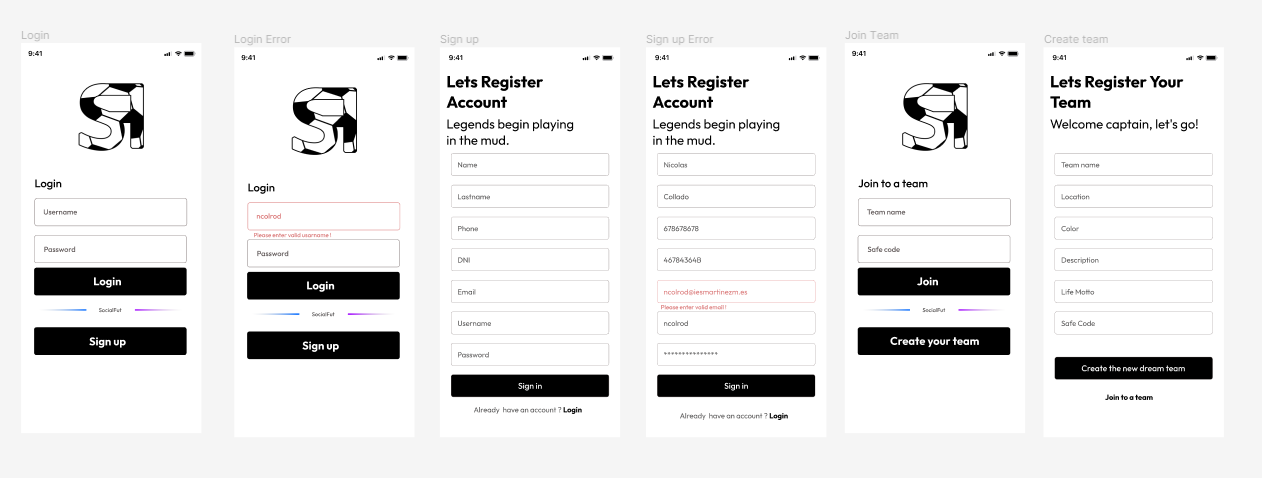 Login
9:41
SF
Login
Username
Password
Login
SocialFut
Sign up
Login Error
9:41
SF
Login
ncolrod
Please enter valid username !
Password
Login
SocialFut
Sign up
Sign up
9:41
Lets Register
Account
Legends begin playing
in the mud.
Name
Lastname
Phone
DNI
Email
Username
Password
Sign in
Already have an account ? Login
Sign up Error
9:41
Lets Register
Account
Legends begin playing
in the mud.
Nicolas
Collado
678678678
46784364B
ncolrod@iesmartinezm.es
Please enter valid email !
ncolrod
***************
Sign in
Already have an account ? Login
Join Team
9:41
SF
Join to a team
Team name
Safe code
Join
SocialFut
Create your team
Create team
9:41
Lets Register Your
Team
Welcome captain, let's go!
Team name
Location
Color
Description
Life Motto
Safe Code
Create the new dream team
Join to a team